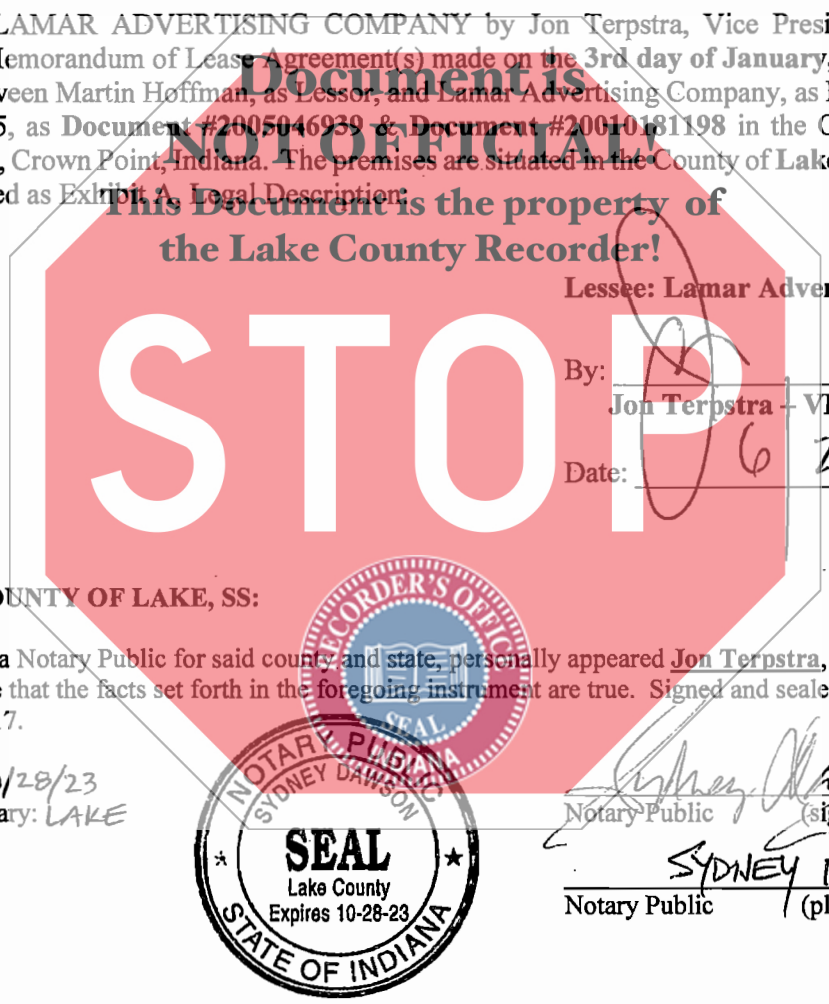 LAMAR ADVERTISING COMPANY by Jon Terpstra, Vice Presi
Memorandum of Lease Agreement(s) made on the 3rd day of January,
ween Martin Hoffman, as Lessor, and Lamar Advertising Company, as
5, as Document #2005046939 & Document #20010181198 in the
, Crown Point, Indiana. The premises are situated in the County of Lake
ed as Exhibit A, Legal Description:
Document is
NOT OFFICIAL!
This Document is the property of
the Lake County Recorder!
STOP
Lessee: Lamar Adver
By:
Jon Terpstra – V
Date: 6
OUNTY OF LAKE, SS:
a Notary Public for said county and state, personally appeared Jon Terpstra,
e that the facts set forth in the foregoing instrument are true. Signed and seale
17.
/28/23
ary: LAKE
RECORDER'S OFFICE
SEAL
INDIANA
NOTARY PUBLIC
SYDNEY DAWSON
SEAL
Lake County
Expires 10-28-23
STATE OF INDIANA
Notary Public (si
SYDNEY
Notary Public (pl